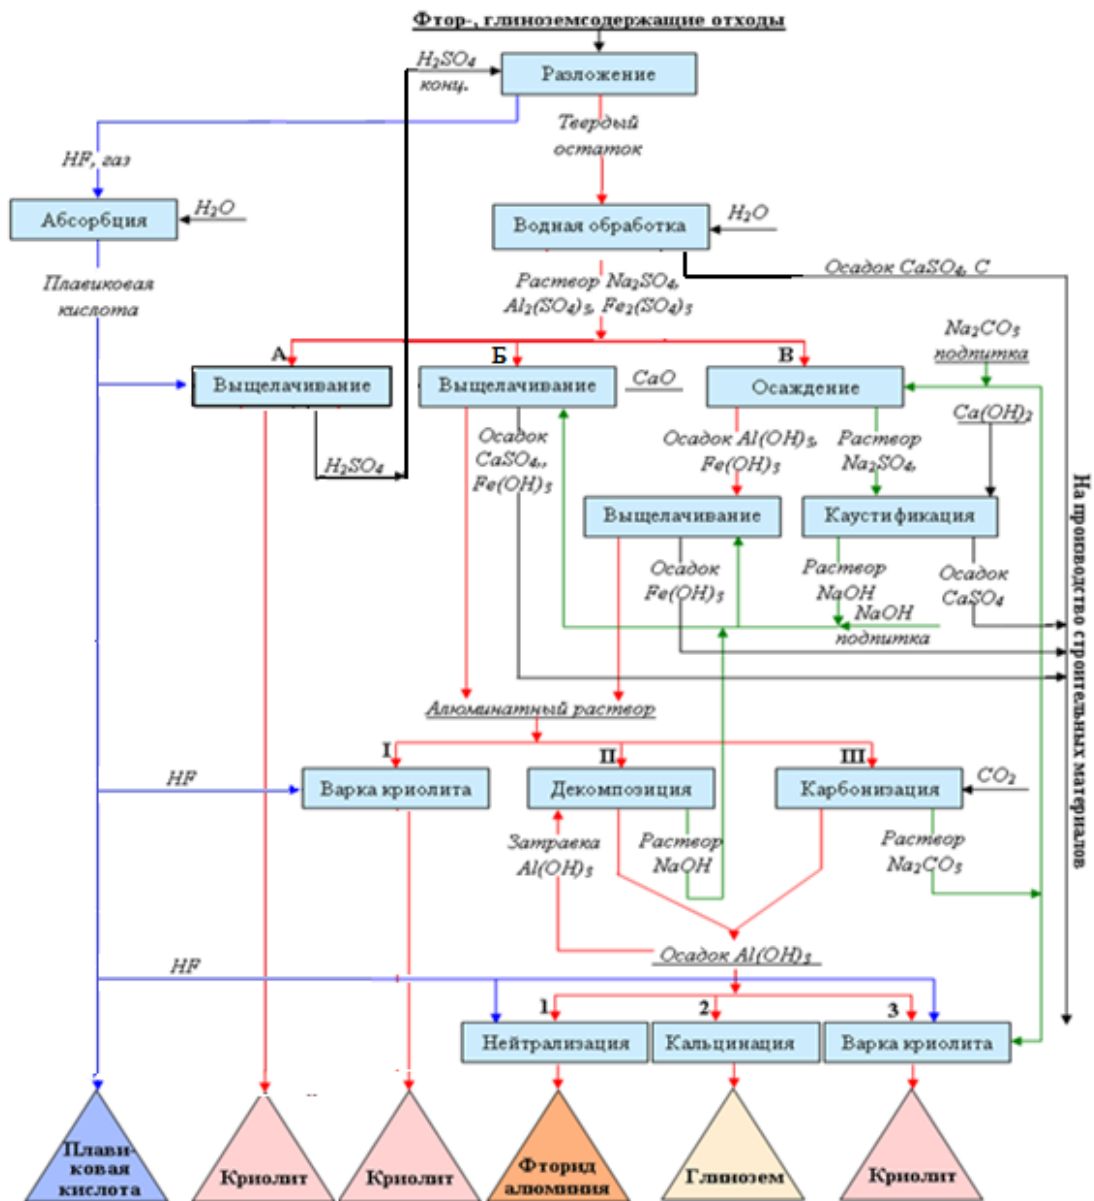 Фтор-, глиноземсодержащие отходы
H₂SO₄
конц.
Разложение
Твердый
остаток
HF, газ
Абсорбция
H₂O
Водная обработка
H₂O
Плавиковая
кислота
Раствор Na₂SO₄,
Al₂(SO₄)₃, Fe₂(SO₄)₃
Осадок CaSO₄, C
Na₂CO₃
подпитка
А
Б
В
Выщелачивание
Выщелачивание
CaO
Осаждение
Ca(OH)₂
H₂SO₄
Осадок
CaSO₄,,
Fe(OH)₃
Осадок Al(OH)₃,
Fe(OH)₃
Раствор
Na₂SO₄,
Выщелачивание
Каустификация
Осадок
Fe(OH)₃
Раствор
NaOH
Осадок
CaSO₄
NaOH
подпитка
На производство строительных материалов
Алюминатный раствор
I
II
III
HF
Варка криолита
Декомпозиция
Карбонизация
CO₂
Затравка
Al(OH)₃
Раствор
NaOH
Раствор
Na₂CO₃
Осадок Al(OH)₃
HF
1
2
3
Нейтрализация
Кальцинация
Варка криолита
Плави-
ковая
кислота
Криолит
Криолит
Фторид
алюминия
Глинозем
Криолит